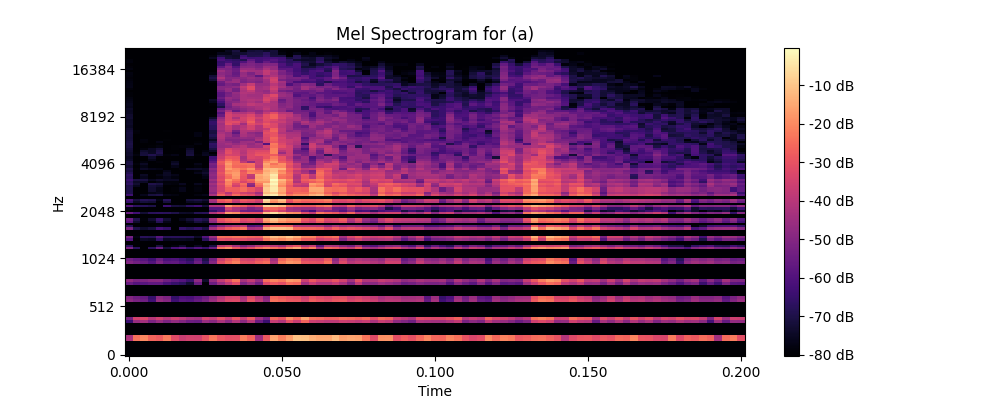 Mel Spectrogram for (a)
Hz
16384
8192
4096
2048
1024
512
0
0.000 0.050 0.100 0.150 0.200
Time
-10 dB
-20 dB
-30 dB
-40 dB
-50 dB
-60 dB
-70 dB
-80 dB